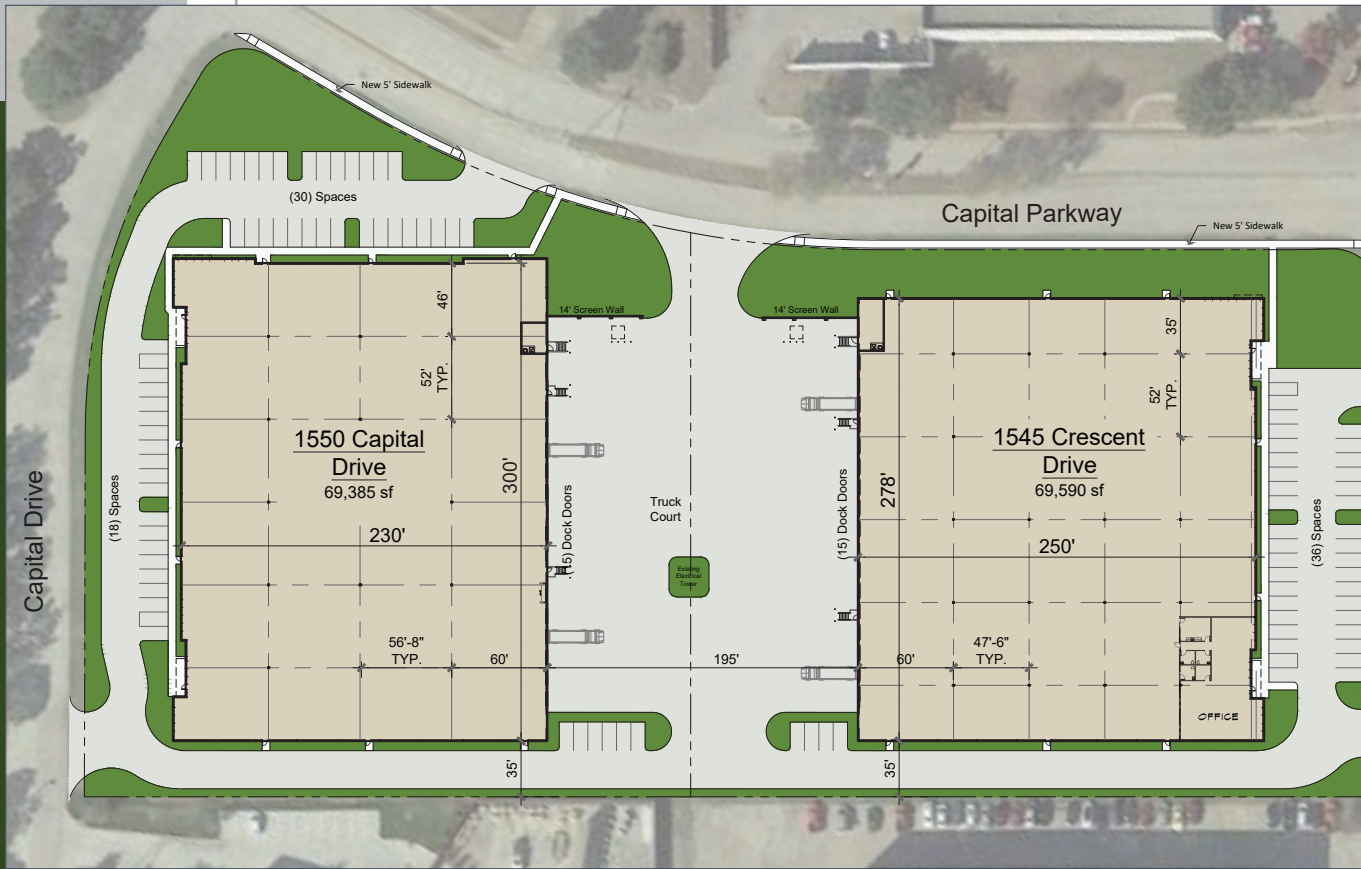 New 5' Sidewalk
(30) Spaces
Capital Parkway
New 5' Sidewalk
46'
14' Screen Wall
14' Screen Wall
35'
52'
TYP.
52'
TYP.
1550 Capital
Drive
69,385 sf
300'
1545 Crescent
Drive
69,590 sf
278'
Capital Drive
(18) Spaces
230'
(15) Dock Doors
Truck
Court
(15) Dock Doors
250'
(36) Spaces
Existing
Electrical
Tower
56'-8"
TYP.
60'
195'
60'
47'-6"
TYP.
OFFICE
35'
35'